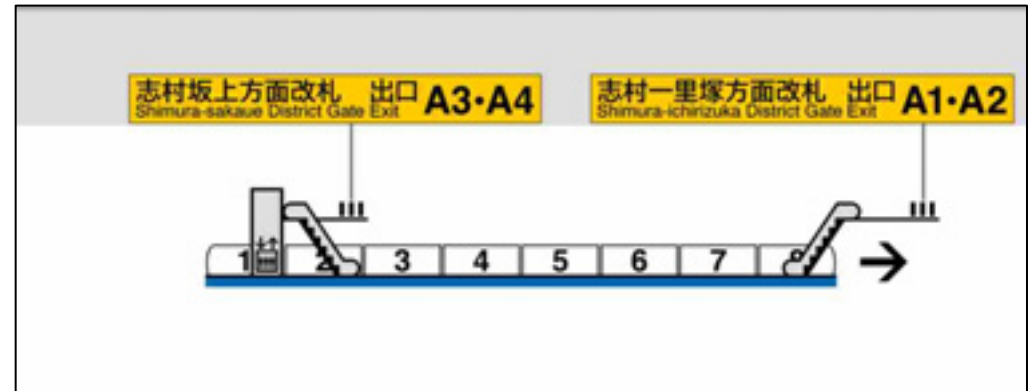 志村坂上方面改札 出口 A3・A4
Shimura-sakaue District Gate Exit
志村一里塚方面改札 出口 A1・A2
Shimura-ichirizuka District Gate Exit
1 2 3 4 5 6 7 8